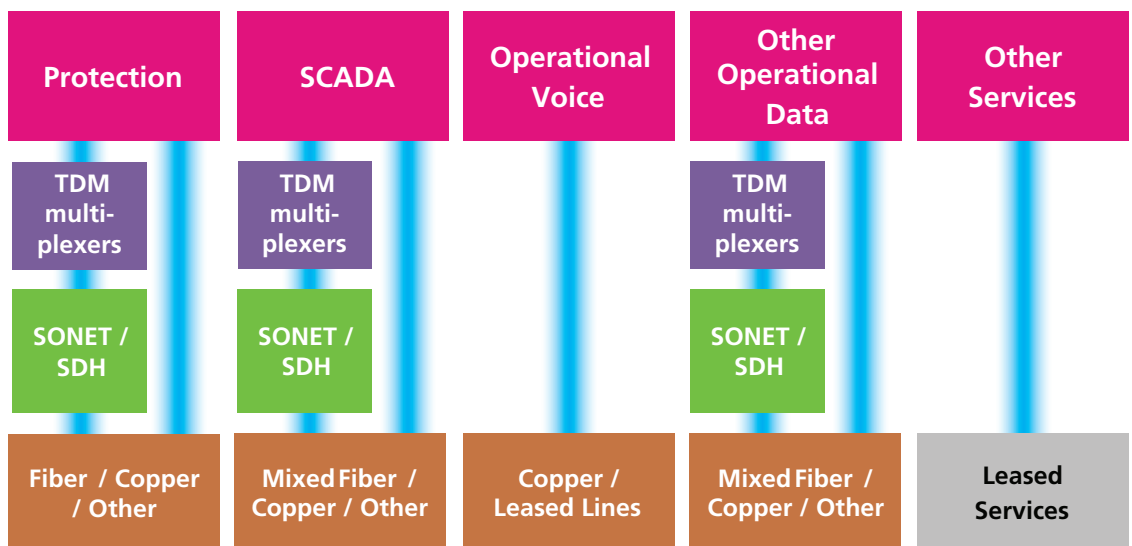 Protection
SCADA
Operational
Voice
Other
Operational
Data
Other
Services
TDM
multi-
plexers
TDM
multi-
plexers
TDM
multi-
plexers
SONET /
SDH
SONET /
SDH
SONET /
SDH
Fiber / Copper
/ Other
Mixed Fiber /
Copper / Other
Copper /
Leased Lines
Mixed Fiber /
Copper / Other
Leased
Services